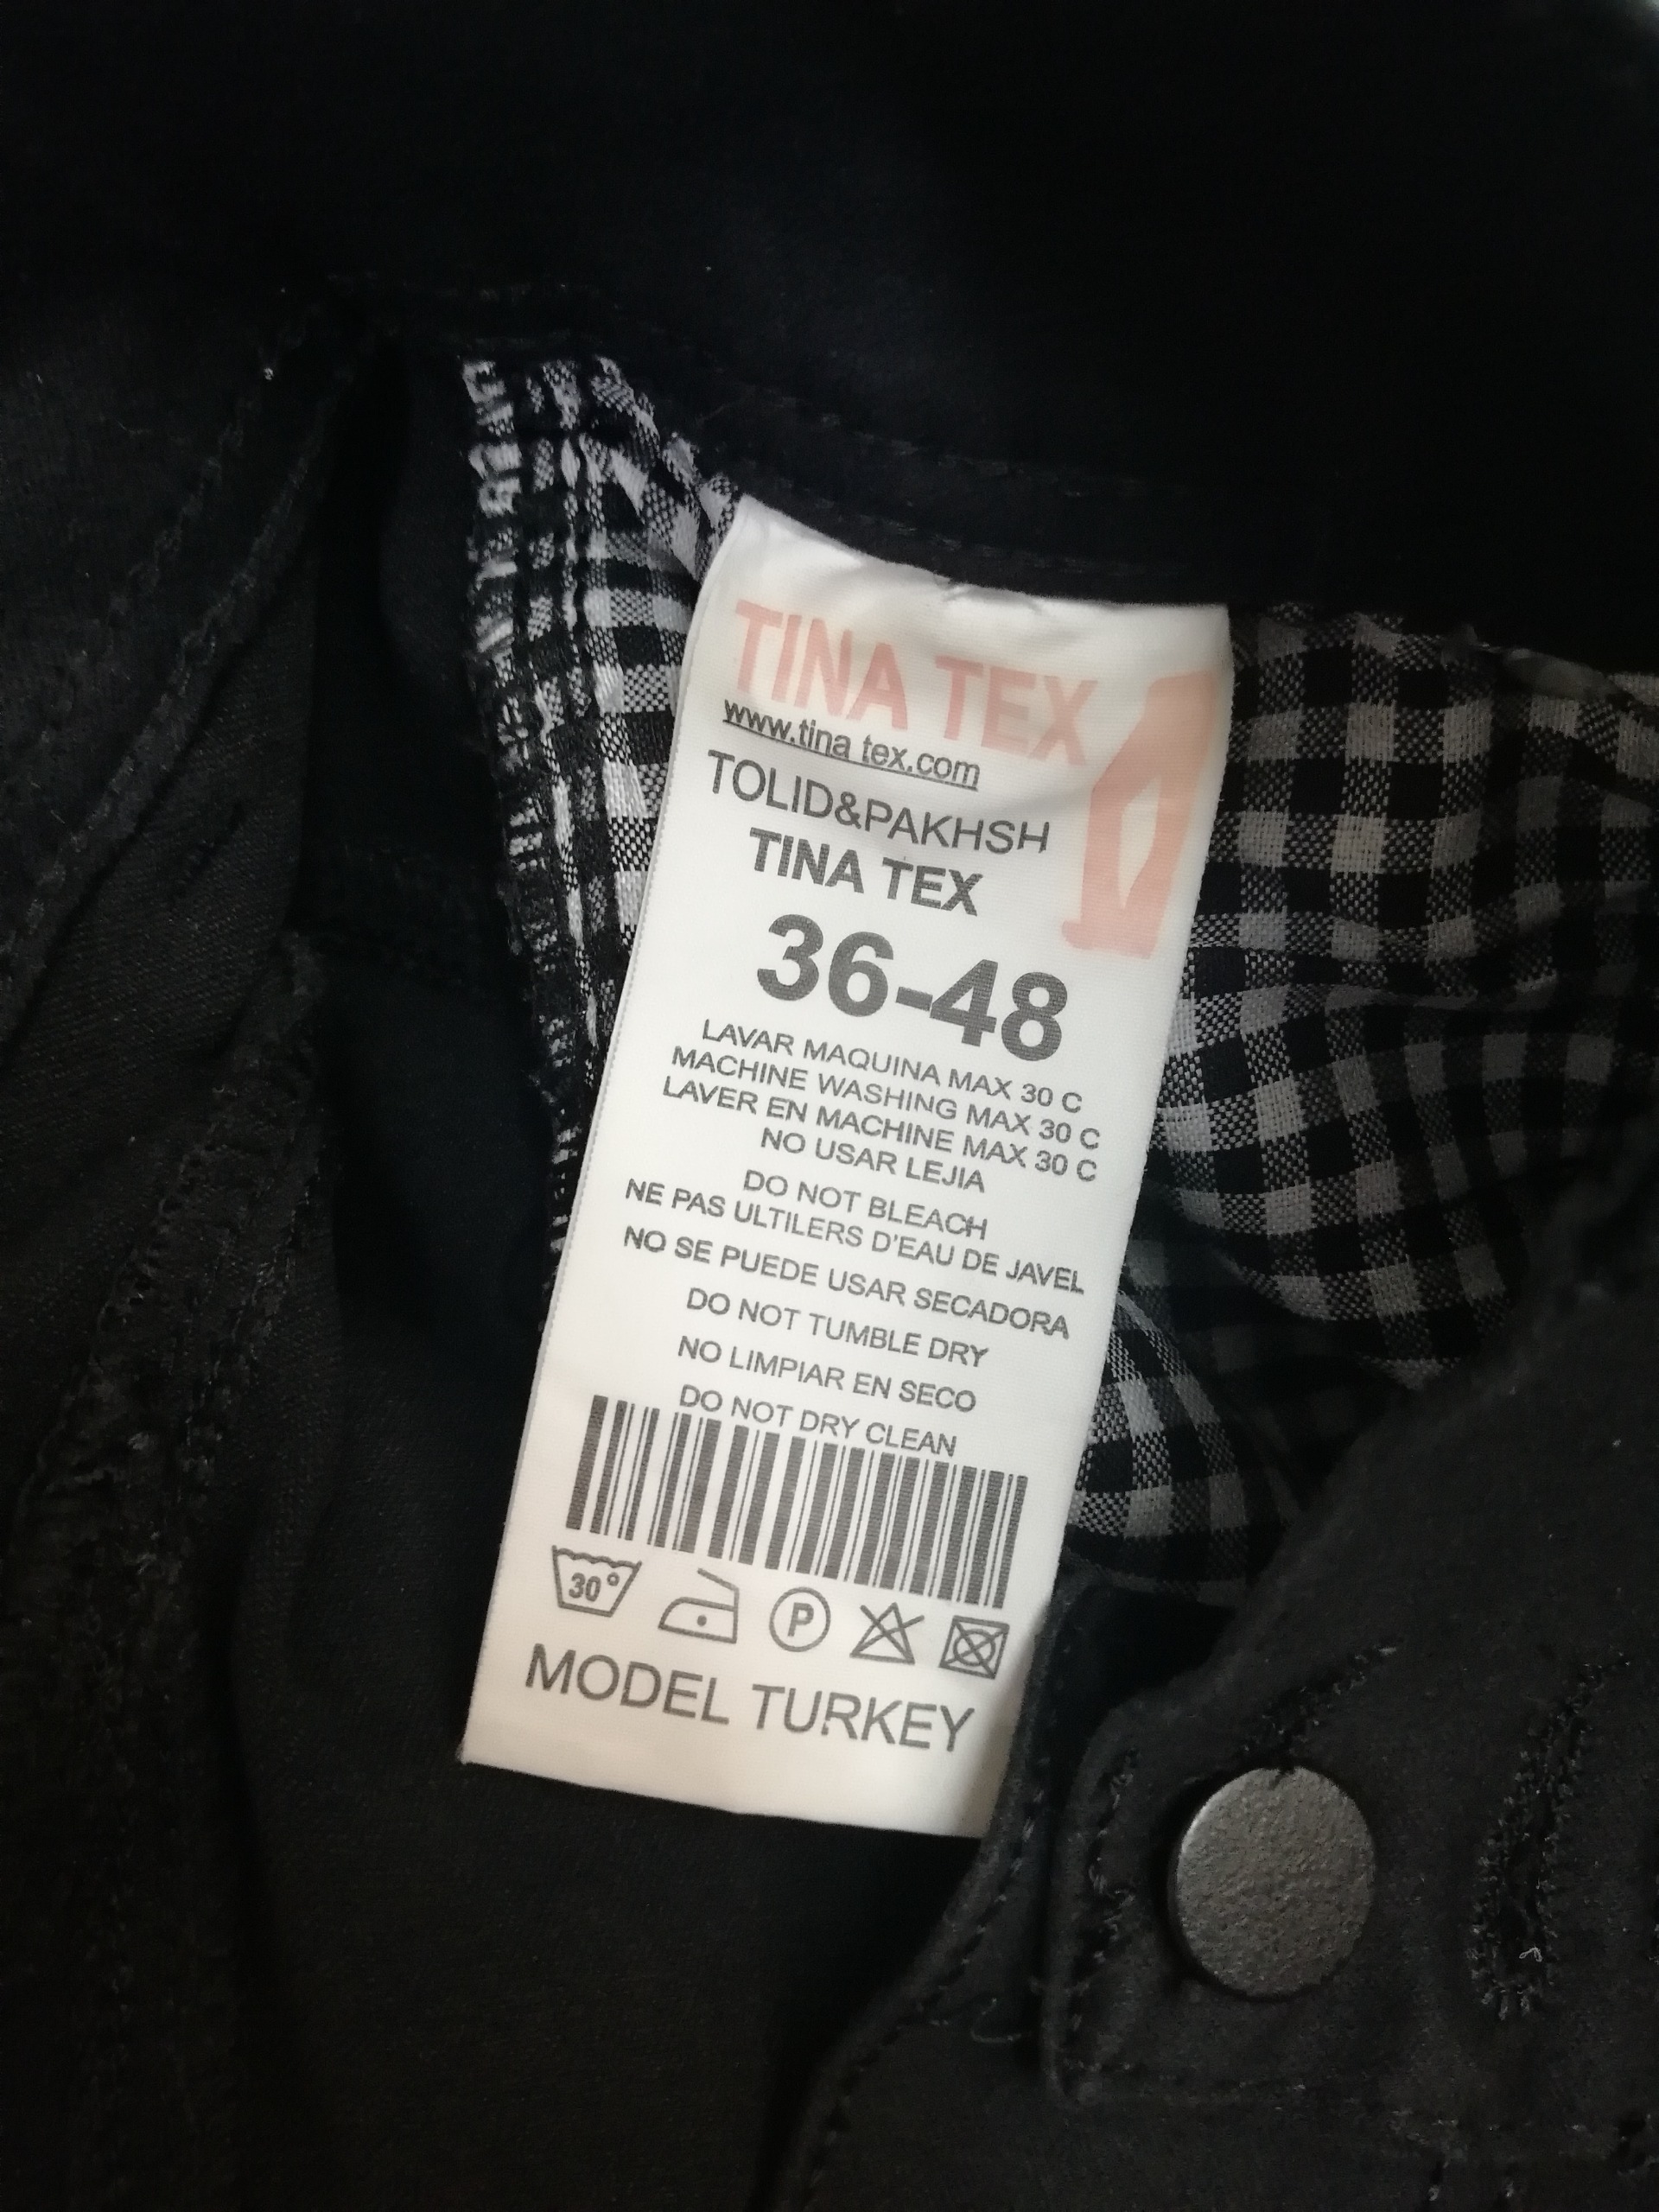 TINA TEX
www.tina tex.com
TOLID&PAKHSH
TINA TEX
36-48
LAVAR MAQUINA MAX 30 C
MACHINE WASHING MAX 30 C
LAVER EN MACHINE MAX 30 C
NO USAR LEJIA
DO NOT BLEACH
NE PAS ULTILERS D'EAU DE JAVEL
NO SE PUEDE USAR SECADORA
DO NOT TUMBLE DRY
NO LIMPIAR EN SECO
DO NOT DRY CLEAN
30° P
MODEL TURKEY